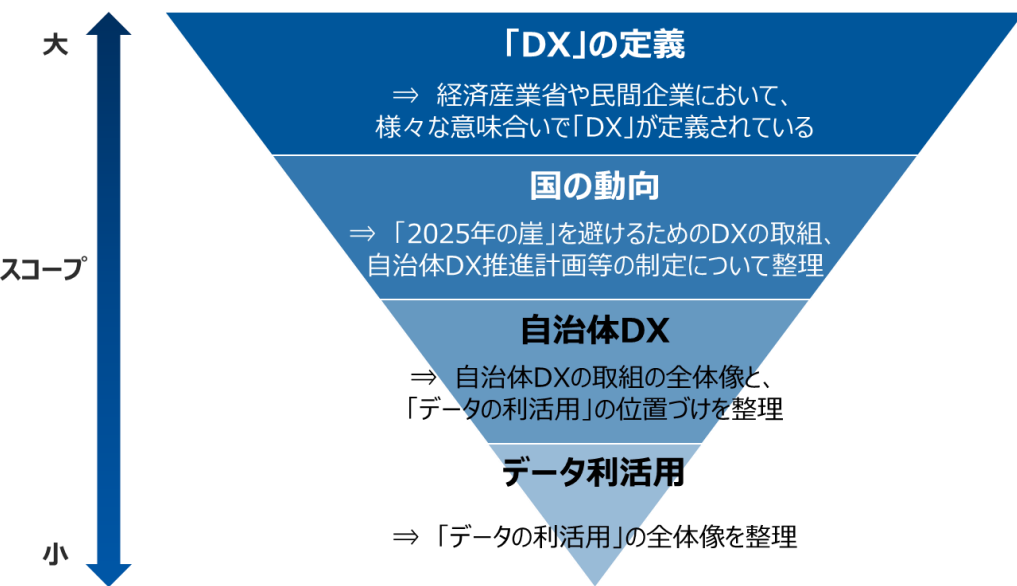 大
「DX」の定義
⇒ 経済産業省や民間企業において、
様々な意味合いで「DX」が定義されている
国の動向
⇒ 「2025年の崖」を避けるためのDXの取組、
自治体DX推進計画等の制定について整理
スコープ
自治体DX
⇒ 自治体DXの取組の全体像と、
「データの利活用」の位置づけを整理
データ利活用
⇒ 「データの利活用」の全体像を整理
小